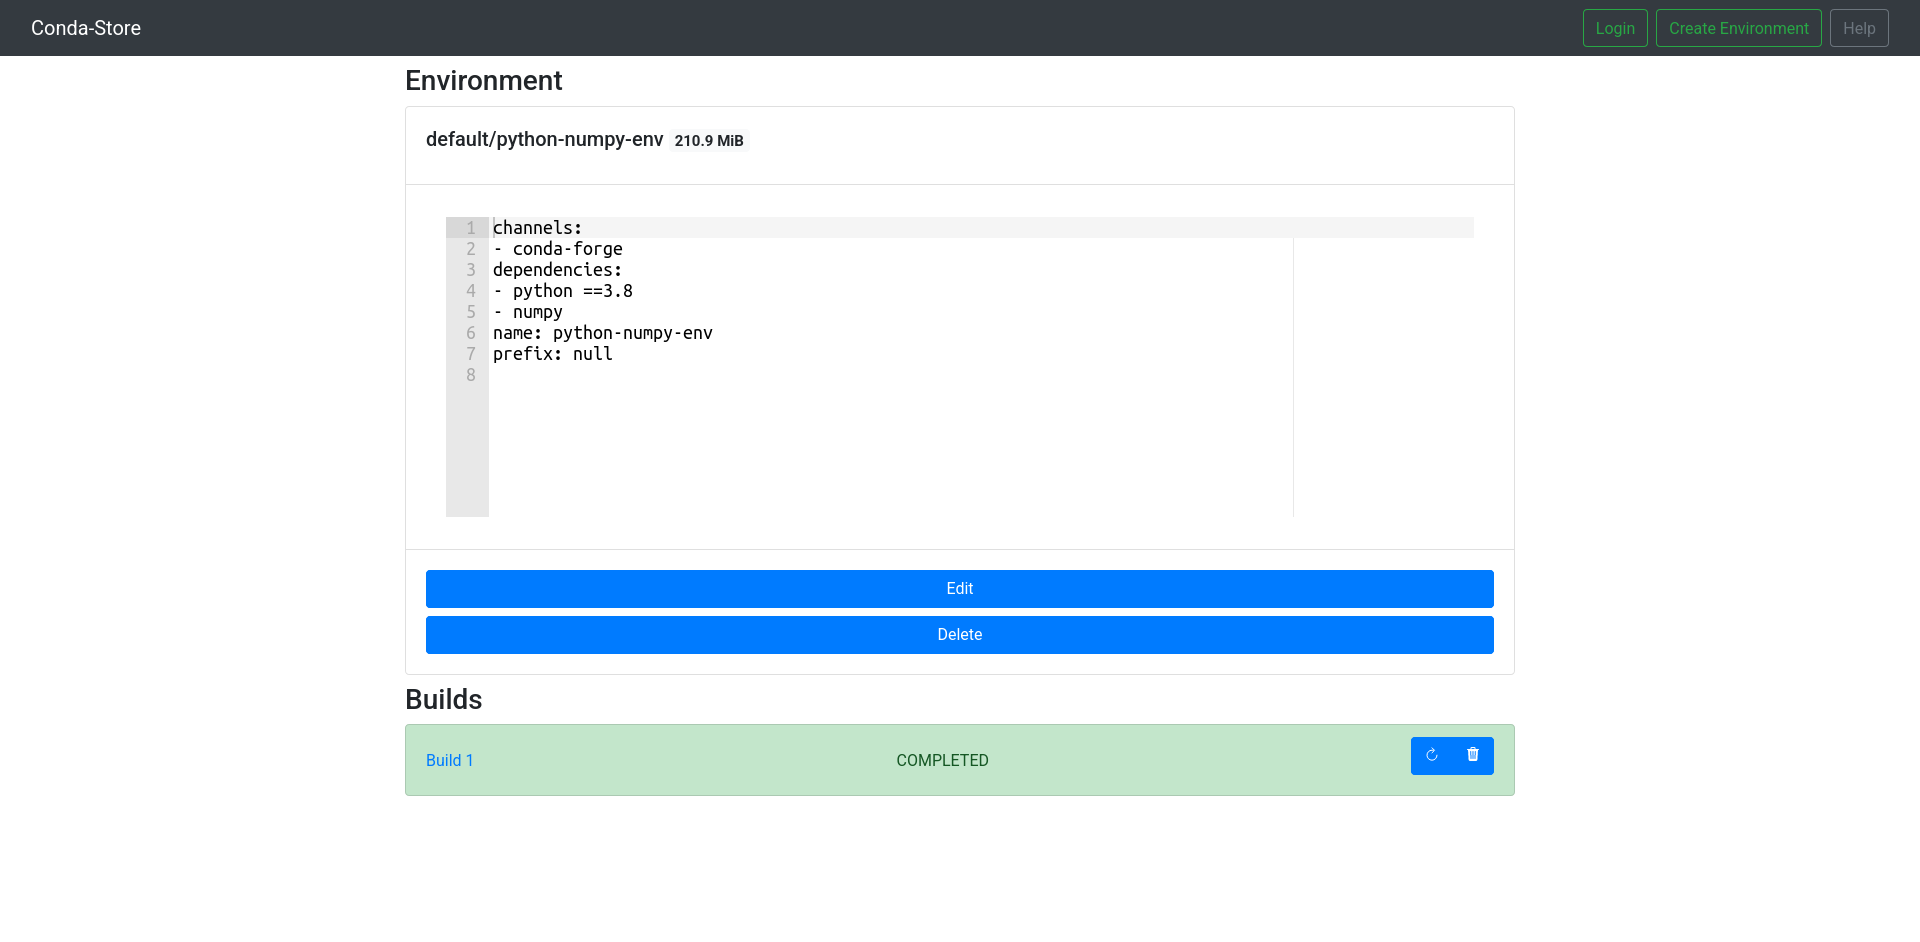 Conda-Store
Login
Create Environment
Help
Environment
default/python-numpy-env 210.9 MiB
1 channels:
2 - conda-forge
3 dependencies:
4 - python ==3.8
5 - numpy
6 name: python-numpy-env
7 prefix: null
8
Edit
Delete
Builds
Build 1
COMPLETED